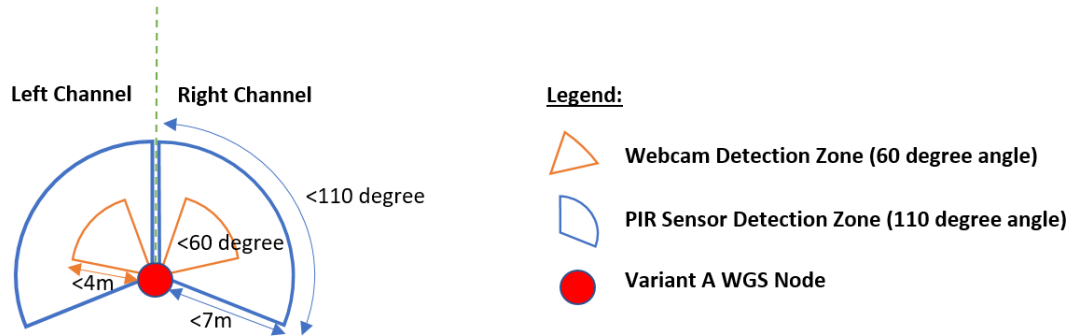 Left Channel
Right Channel
<110 degree
<60 degree
<4m
<7m
Legend:
Webcam Detection Zone (60 degree angle)
PIR Sensor Detection Zone (110 degree angle)
Variant A WGS Node